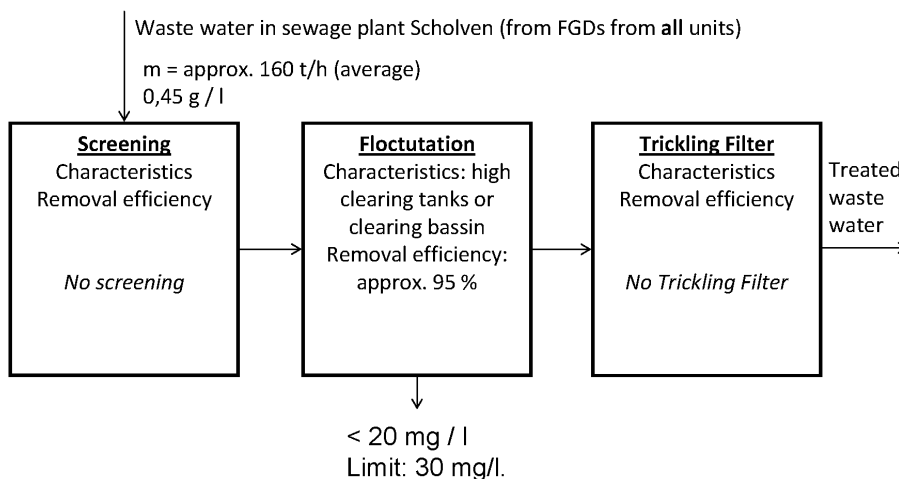 Waste water in sewage plant Scholven (from FGDs from all units)
m = approx. 160 t/h (average)
0,45 g / l
Screening
Characteristics
Removal efficiency
No screening
Floctutation
Characteristics: high
clearing tanks or
clearing bassin
Removal efficiency:
approx. 95 %
Trickling Filter
Characteristics
Removal efficiency
No Trickling Filter
Treated
waste
water
< 20 mg / l
Limit: 30 mg/l.